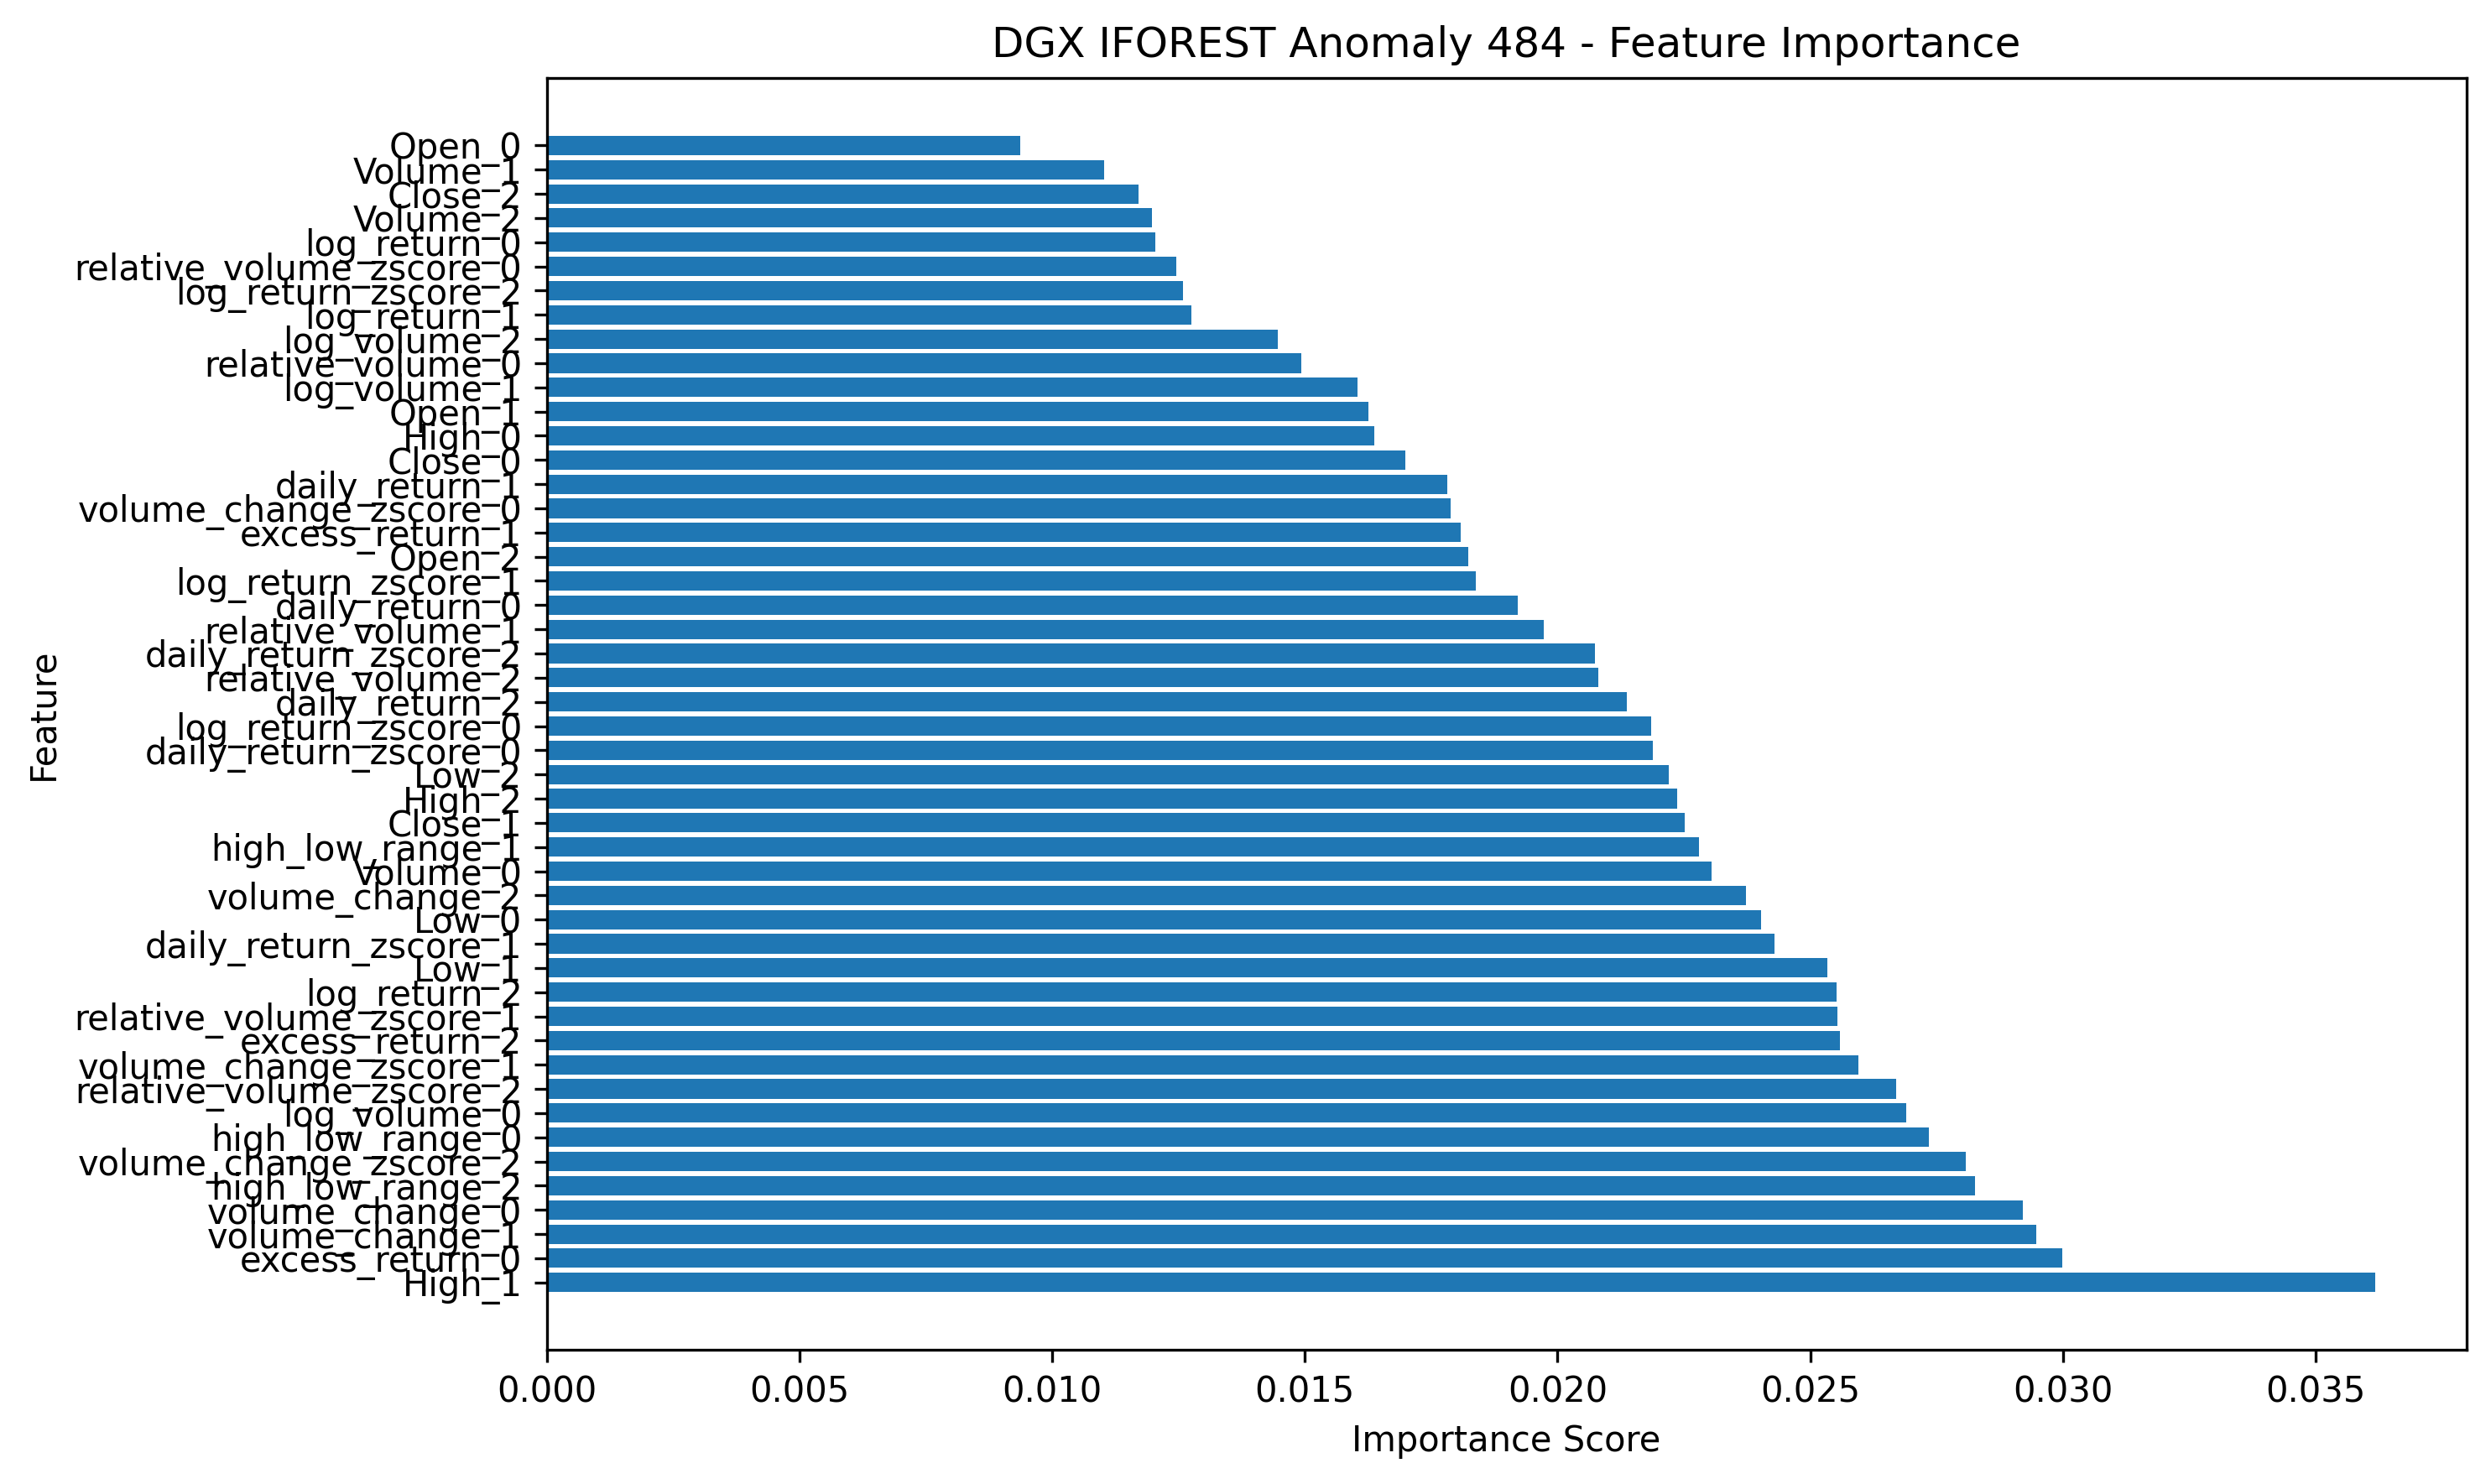 DGX IFOREST Anomaly 484 - Feature Importance
Open_0
Volume_1
Close_2
Volume_2
log_return_0
relative_volume_zscore_0
log_return_zscore_2
log_return_1
log_volume_2
relative_volume_0
log_volume_1
Open_1
High_0
Close_0
daily_return_1
volume_change_zscore_0
excess_return_1
Open_2
log_return_zscore_1
daily_return_0
relative_volume_1
daily_return_zscore_2
relative_volume_2
daily_return_2
log_return_zscore_0
daily_return_zscore_0
Low_2
High_2
Close_1
high_low_range_1
Volume_0
volume_change_2
Low_0
daily_return_zscore_1
Low_1
log_return_2
relative_volume_zscore_1
excess_return_2
volume_change_zscore_1
relative_volume_zscore_2
log_volume_0
high_low_range_0
volume_change_zscore_2
high_low_range_2
volume_change_0
volume_change_1
excess_return_0
High_1
Feature
0.000 0.005 0.010 0.015 0.020 0.025 0.030 0.035
Importance Score